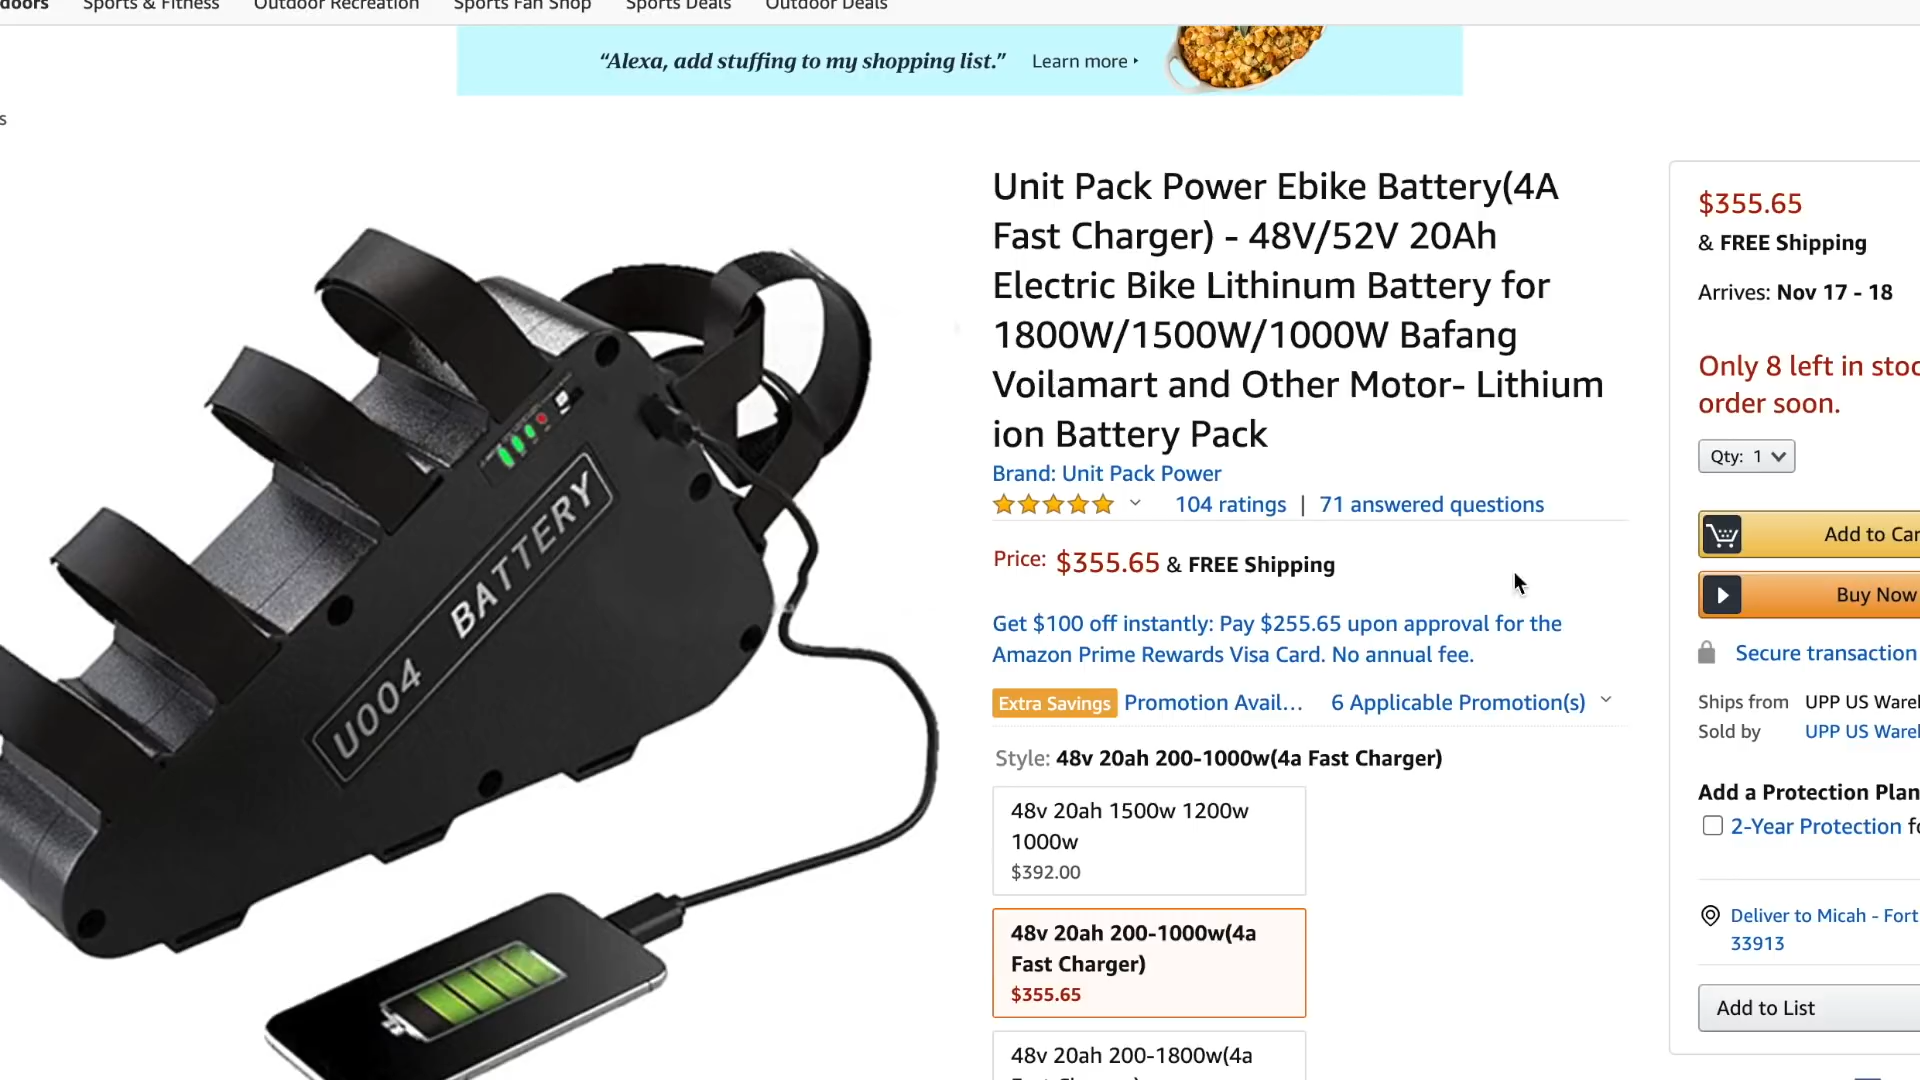 Sports & Fitness Outdoor Recreation Sports Fan Shop Sports Deals Outdoor Deals
“Alexa, add stuffing to my shopping list.” Learn more
s
Unit Pack Power Ebike Battery(4A
Fast Charger) - 48V/52V 20Ah
Electric Bike Lithinum Battery for
1800W/1500W/1000W Bafang
Voilamart and Other Motor- Lithium
ion Battery Pack
Brand: Unit Pack Power
104 ratings | 71 answered questions
Price: $355.65 & FREE Shipping
Get $100 off instantly: Pay $255.65 upon approval for the
Amazon Prime Rewards Visa Card. No annual fee.
Extra Savings Promotion Avail... 6 Applicable Promotion(s)
Style: 48v 20ah 200-1000w(4a Fast Charger)
48v 20ah 1500w 1200w
1000w
$392.00
48v 20ah 200-1000w(4a
Fast Charger)
$355.65
48v 20ah 200-1800w(4a
U004 BATTERY
$355.65
& FREE Shipping
Arrives: Nov 17 - 18
Only 8 left in stoc
order soon.
Qty: 1
Add to Car
Buy Now
Secure transaction
Ships from UPP US Ware
Sold by UPP US Ware
Add a Protection Plan
2-Year Protection fo
Deliver to Micah - Fort
33913
Add to List